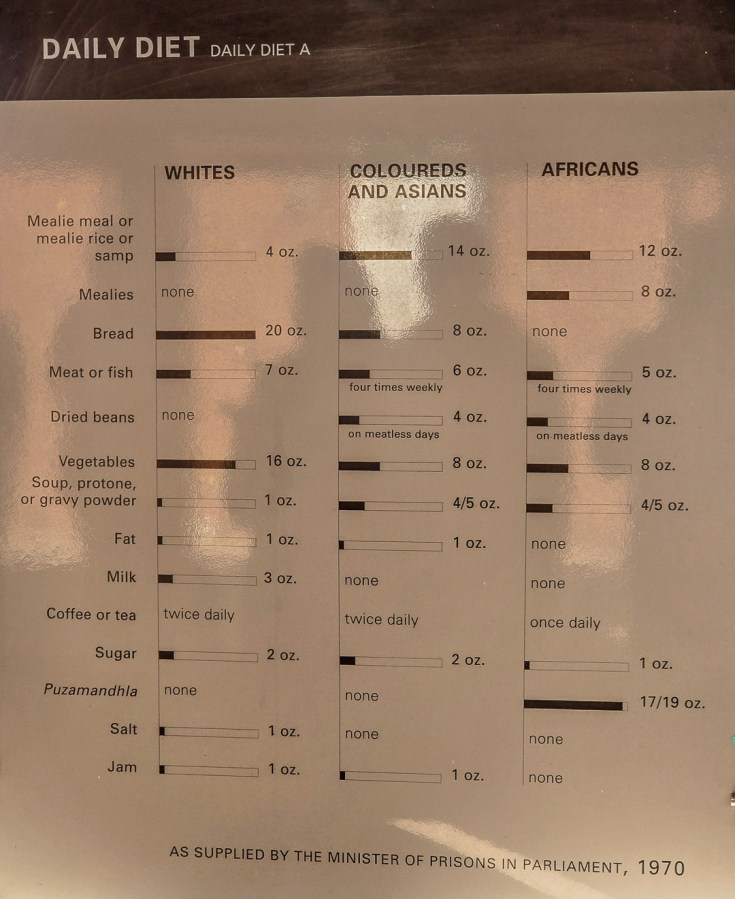 DAILY DIET DAILY DIET A
WHITES
COLOUREDS
AND ASIANS
AFRICANS
Mealie meal or
mealie rice or
samp 4 oz. 14 oz. 12 oz.
Mealies none none 8 oz.
Bread 20 oz. 8 oz. none
Meat or fish 7 oz. 6 oz. 5 oz.
four times weekly four times weekly
Dried beans none 4 oz. 4 oz.
on meatless days on meatless days
Vegetables 16 oz. 8 oz. 8 oz.
Soup, protone,
or gravy powder 1 oz. 4/5 oz. 4/5 oz.
Fat 1 oz. 1 oz. none
Milk 3 oz. none none
Coffee or tea twice daily twice daily once daily
Sugar 2 oz. 2 oz. 1 oz.
Puzamandhla none none 17/19 oz.
Salt 1 oz. none none
Jam 1 oz. 1 oz. none
AS SUPPLIED BY THE MINISTER OF PRISONS IN PARLIAMENT, 1970